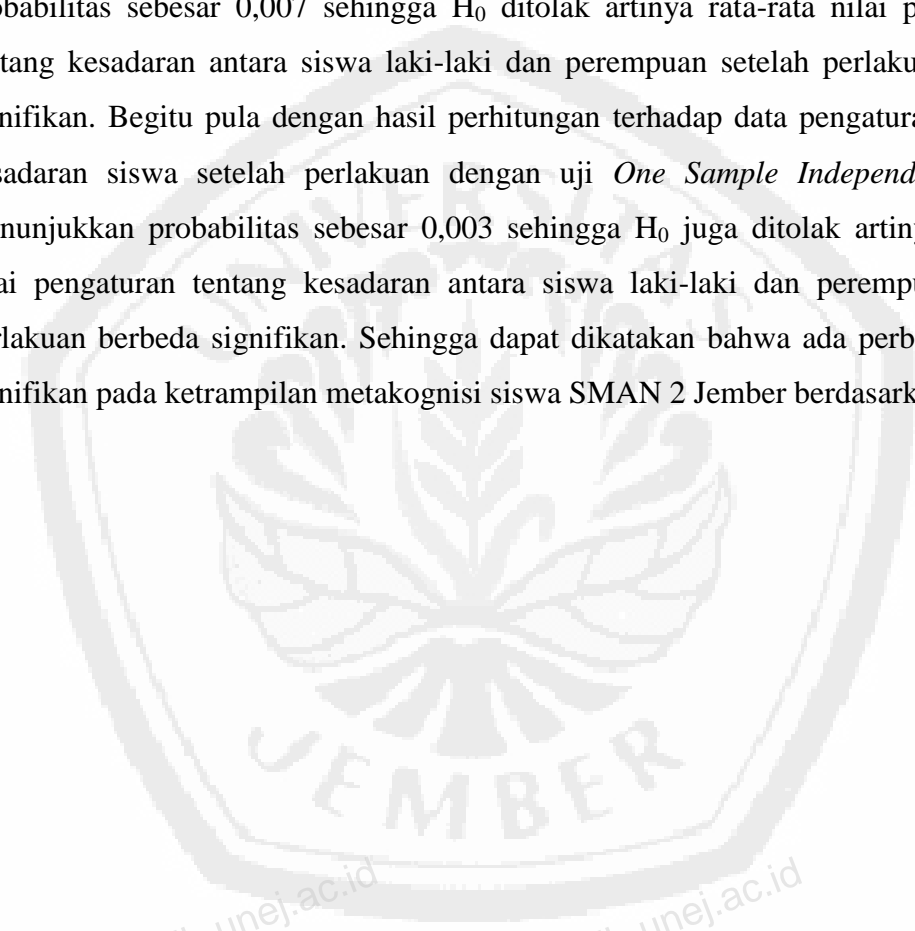 obabilitas sebesar 0,007 sehingga H₀ ditolak artinya rata-rata nilai p
tang kesadaran antara siswa laki-laki dan perempuan setelah perlaku
nifikan. Begitu pula dengan hasil perhitungan terhadap data pengatura
sadaran siswa setelah perlakuan dengan uji One Sample Independ
nunjukkan probabilitas sebesar 0,003 sehingga H₀ juga ditolak artiny
ai pengaturan tentang kesadaran antara siswa laki-laki dan perempu
rlakuan berbeda signifikan. Sehingga dapat dikatakan bahwa ada perb
nifikan pada ketrampilan metakognisi siswa SMAN 2 Jember berdasark
UNIVERSITAS
JEMBER
unej.ac.id
unej.ac.id